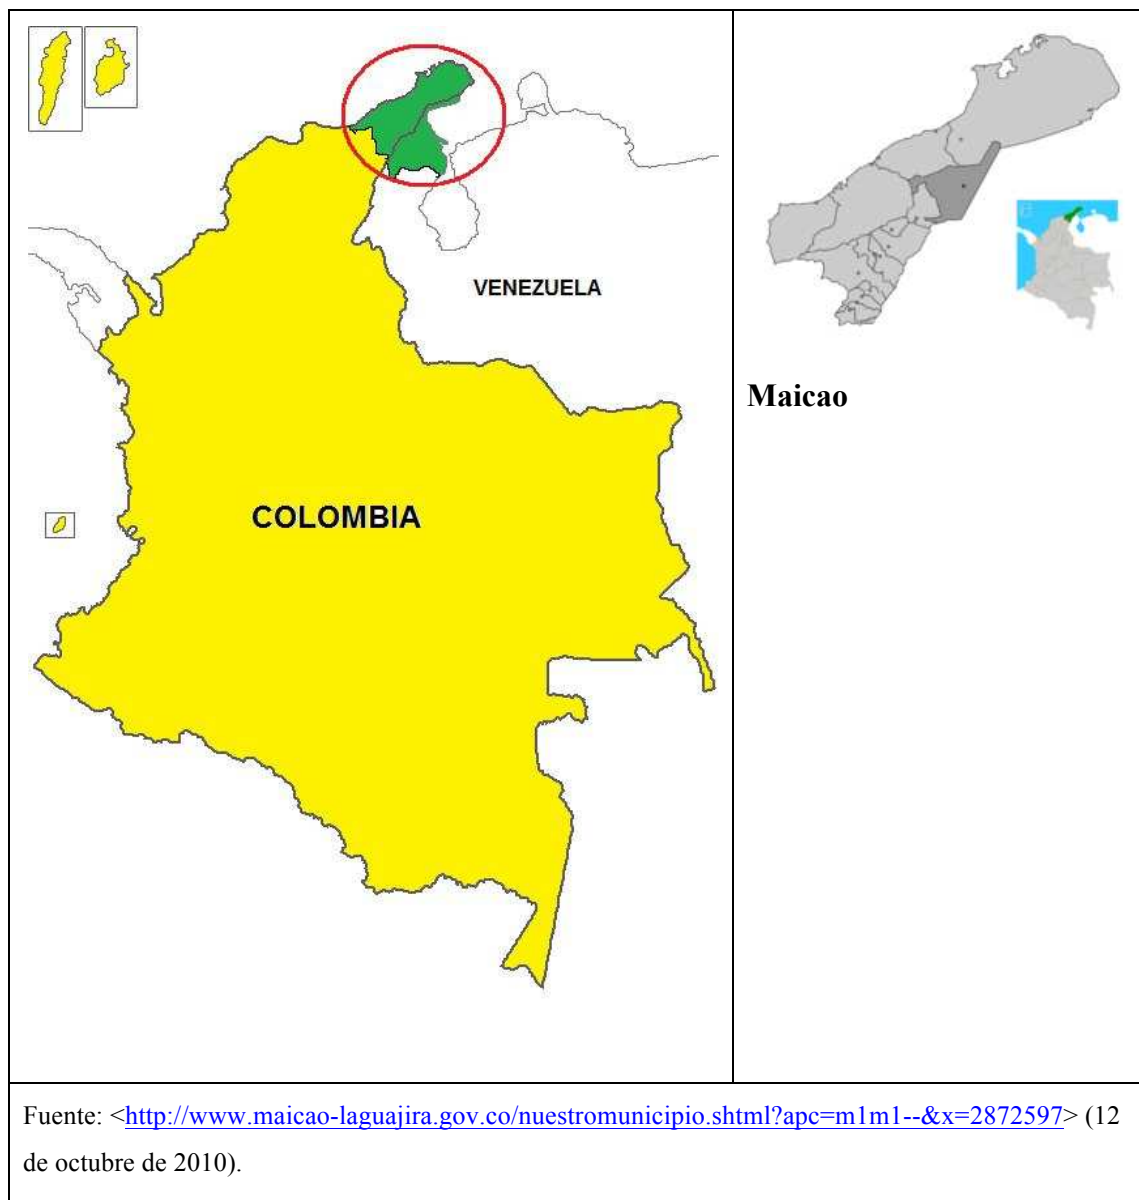 VENEZUELA
COLOMBIA
Maicao
Fuente: <http://www.maicao-laguajira.gov.co/nuestromunicipio.shtml?apc=m1m1--&x=2872597> (12
de octubre de 2010).